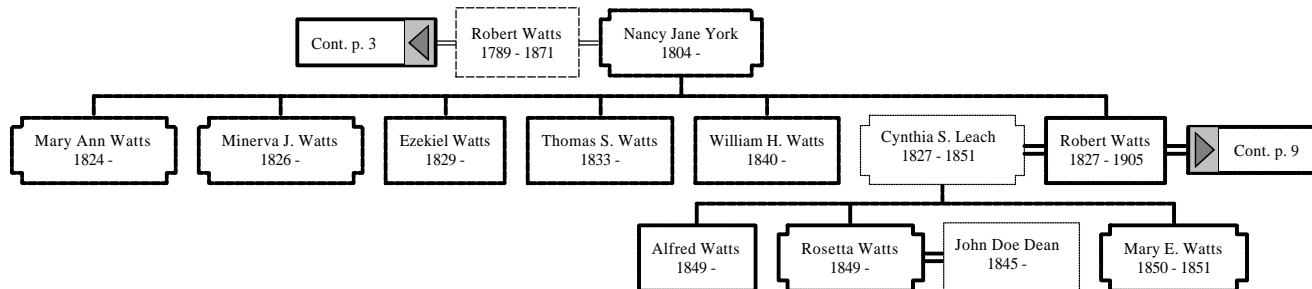 Cont. p. 3
Robert Watts
1789 - 1871
Nancy Jane York
1804 -
Mary Ann Watts
1824 -
Minerva J. Watts
1826 -
Ezekiel Watts
1829 -
Thomas S. Watts
1833 -
William H. Watts
1840 -
Cynthia S. Leach
1827 - 1851
Robert Watts
1827 - 1905
Cont. p. 9
Alfred Watts
1849 -
Rosetta Watts
1849 -
John Doe Dean
1845 -
Mary E. Watts
1850 - 1851